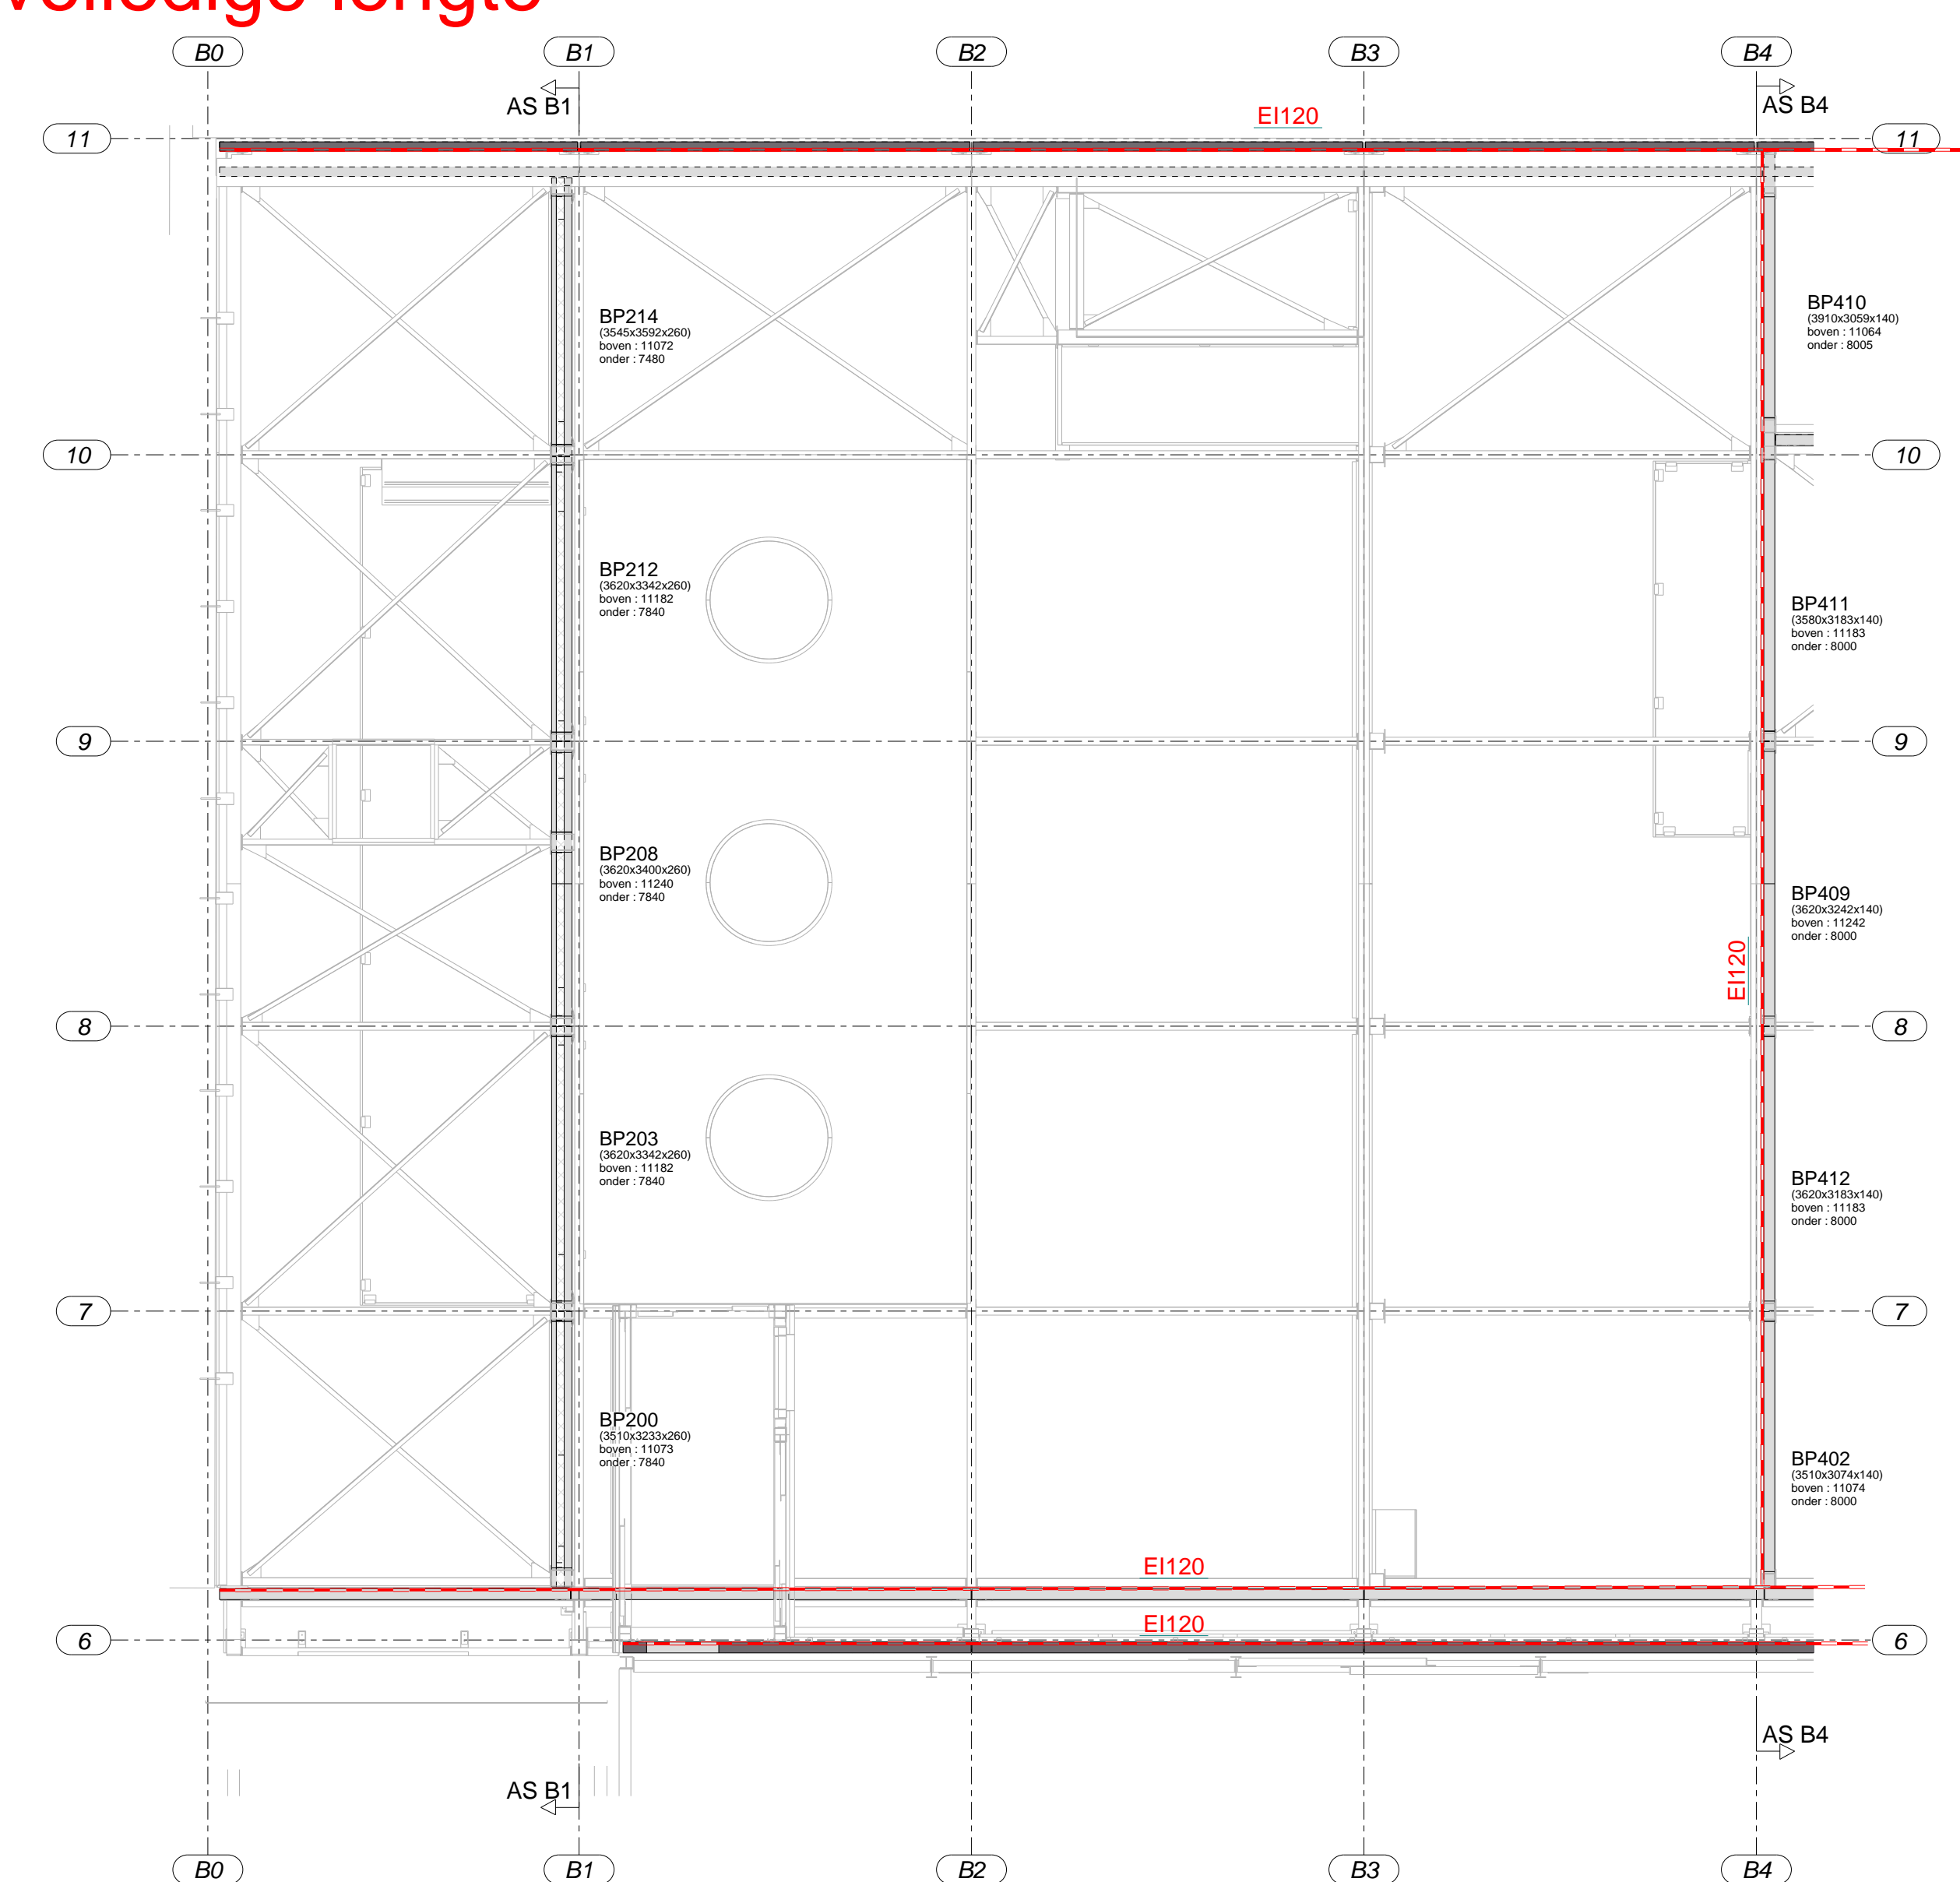 volledige lengte
B0
B1
B2
B3
B4
AS B1
AS B4
EI120
11
11
BP214
(3545x3592x260)
boven : 11072
onder : 7480
BP410
(3910x3059x140)
boven : 11064
onder : 8005
10
10
BP212
(3620x3342x260)
boven : 11182
onder : 7840
BP411
(3580x3183x140)
boven : 11183
onder : 8000
9
9
BP208
(3620x3400x260)
boven : 11240
onder : 7840
BP409
(3620x3242x140)
boven : 11242
onder : 8000
EI120
8
8
BP203
(3620x3342x260)
boven : 11182
onder : 7840
BP412
(3620x3183x140)
boven : 11183
onder : 8000
7
7
BP200
(3510x3233x260)
boven : 11073
onder : 7840
BP402
(3510x3074x140)
boven : 11074
onder : 8000
EI120
EI120
6
6
AS B4
AS B1
B0
B1
B2
B3
B4